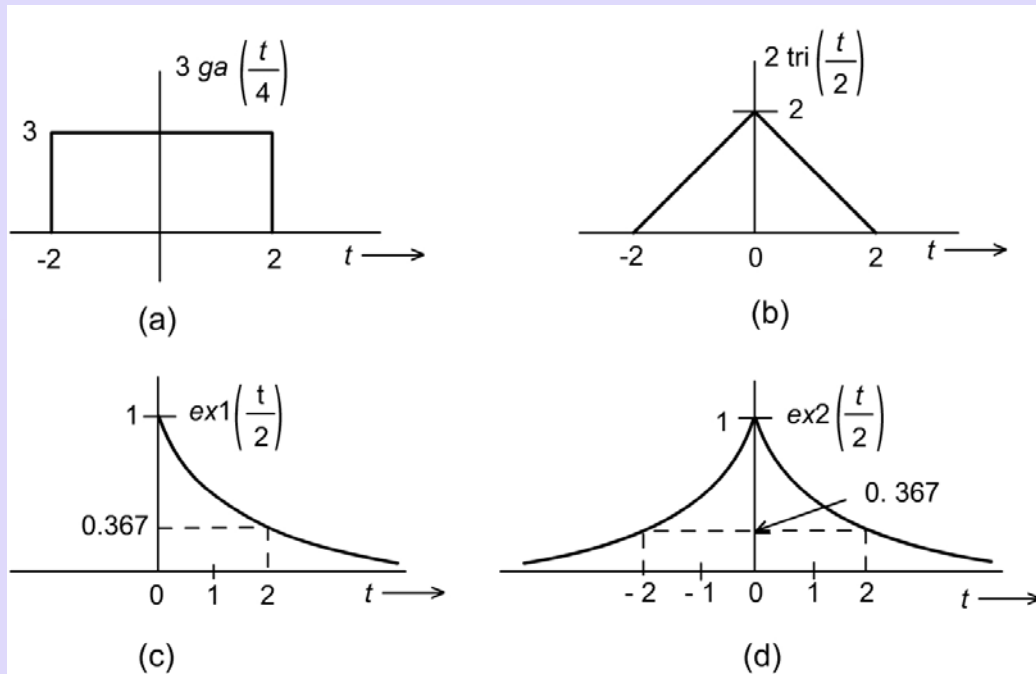 3 ga (t/4)
3
-2 2 t
(a)
2 tri (t/2)
2
-2 0 2 t
(b)
1 ex1 (t/2)
0.367
0 1 2 t
(c)
1 ex2 (t/2)
0. 367
- 2 - 1 0 1 2 t
(d)